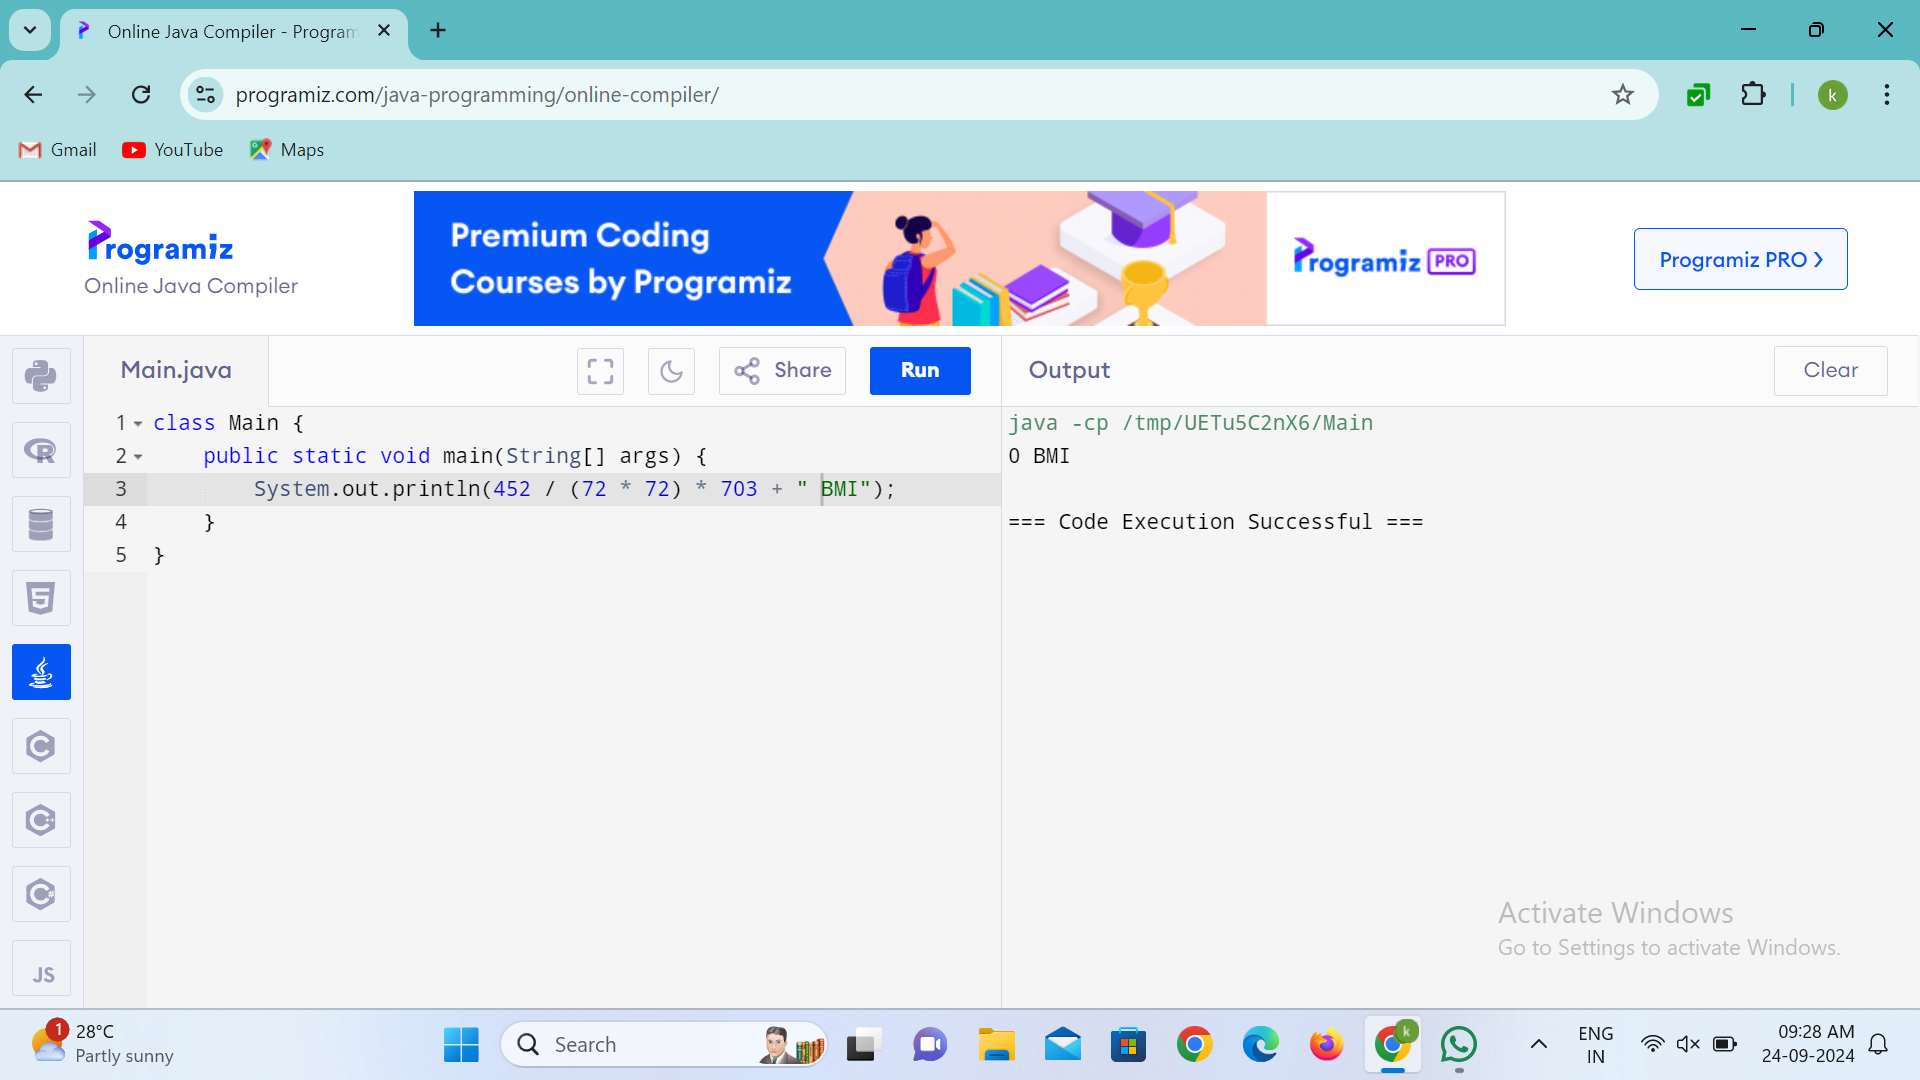 Online Java Compiler - Program
programiz.com/java-programming/online-compiler/
k
Gmail
YouTube
Maps
Programiz
Online Java Compiler
Premium Coding
Courses by Programiz
Programiz PRO
Programiz PRO ❯
Main.java
Share
Run
Output
Clear
1 class Main {
2 public static void main(String[] args) {
3 System.out.println(452 / (72 * 72) * 703 + " BMI");
4 }
5 }
java -cp /tmp/UETu5C2nX6/Main
0 BMI
=== Code Execution Successful ===
R
5
C
C
C#
JS
Activate Windows
Go to Settings to activate Windows.
1
28°C
Partly sunny
Search
k
ENG
IN
09:28 AM
24-09-2024